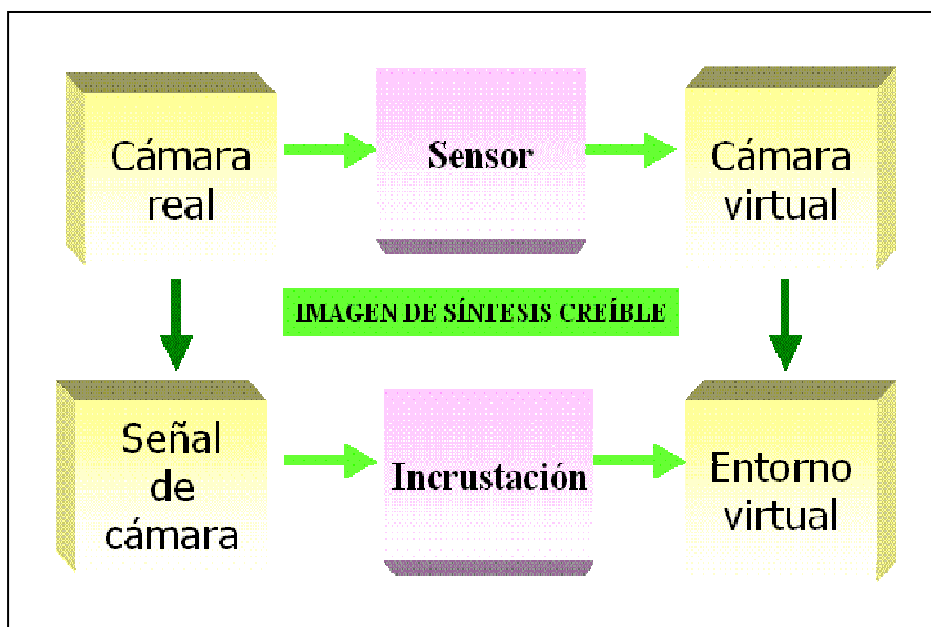 Cámara
real
Sensor
Cámara
virtual
IMAGEN DE SÍNTESIS CREÍBLE
Señal
de
cámara
Incrustación
Entorno
virtual